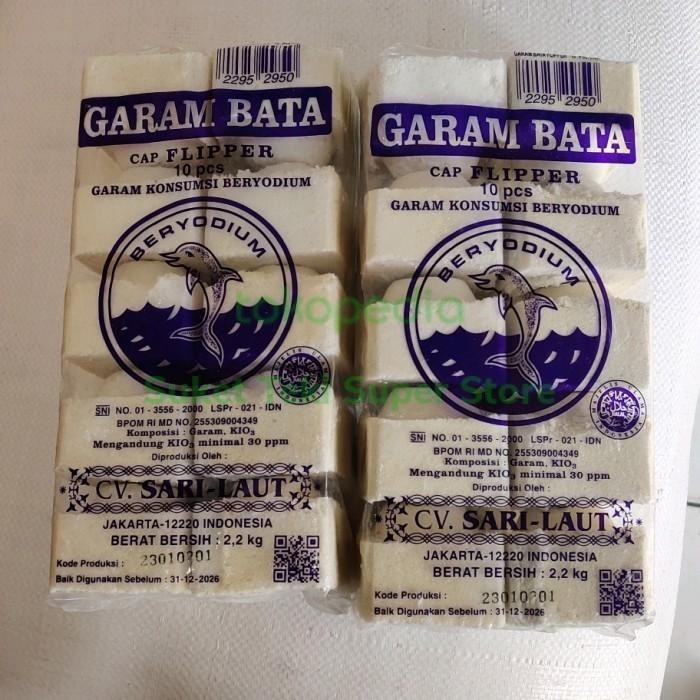 2295 2950
GARAM BATA
CAP FLIPPER
10 pcs
GARAM KONSUMSI BERYODIUM
BERYODIUM
SNI NO. 01 - 3556 - 2000 LSPr - 021 - IDN
BPOM RI MD NO. 255309004349
Komposisi : Garam, KIO₃
Mengandung KIO₃ minimal 30 ppm
Diproduksi Oleh :
CV. SARI-LAUT
JAKARTA-12220 INDONESIA
BERAT BERSIH : 2,2 kg
Kode Produksi : 23010201
Baik Digunakan Sebelum : 31-12-2026
2295 2950
GARAM BATA
CAP FLIPPER
10 pcs
GARAM KONSUMSI BERYODIUM
BERYODIUM
SNI NO. 01 - 3556 - 2000 LSPr - 021 - IDN
BPOM RI MD NO. 255309004349
Komposisi : Garam, KIO₃
Mengandung KIO₃ minimal 30 ppm
Diproduksi Oleh :
CV. SARI-LAUT
JAKARTA-12220 INDONESIA
BERAT BERSIH : 2,2 kg
Kode Produksi : 23010201
Baik Digunakan Sebelum : 31-12-2026
tokopedia
Suket Teki Super Store